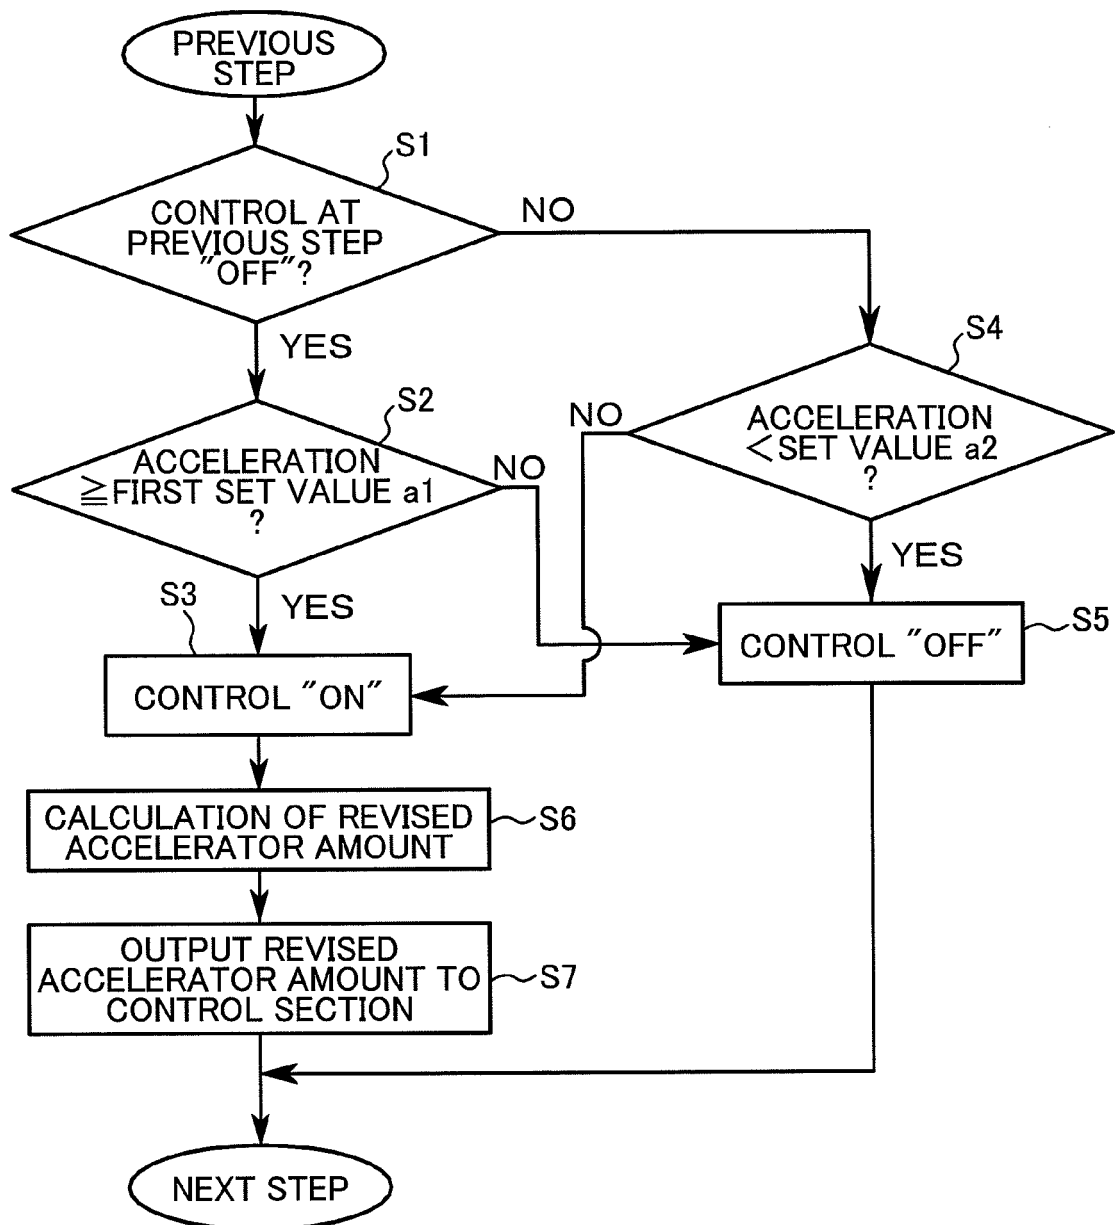 PREVIOUS
STEP
S1
CONTROL AT
PREVIOUS STEP
"OFF"?
NO
YES
S4
ACCELERATION
<SET VALUE a2
?
NO
YES
S2
ACCELERATION
≧FIRST SET VALUE a1
?
NO
YES
S3
CONTROL "ON"
S5
CONTROL "OFF"
CALCULATION OF REVISED
ACCELERATOR AMOUNT
S6
OUTPUT REVISED
ACCELERATOR AMOUNT TO
CONTROL SECTION
S7
NEXT STEP